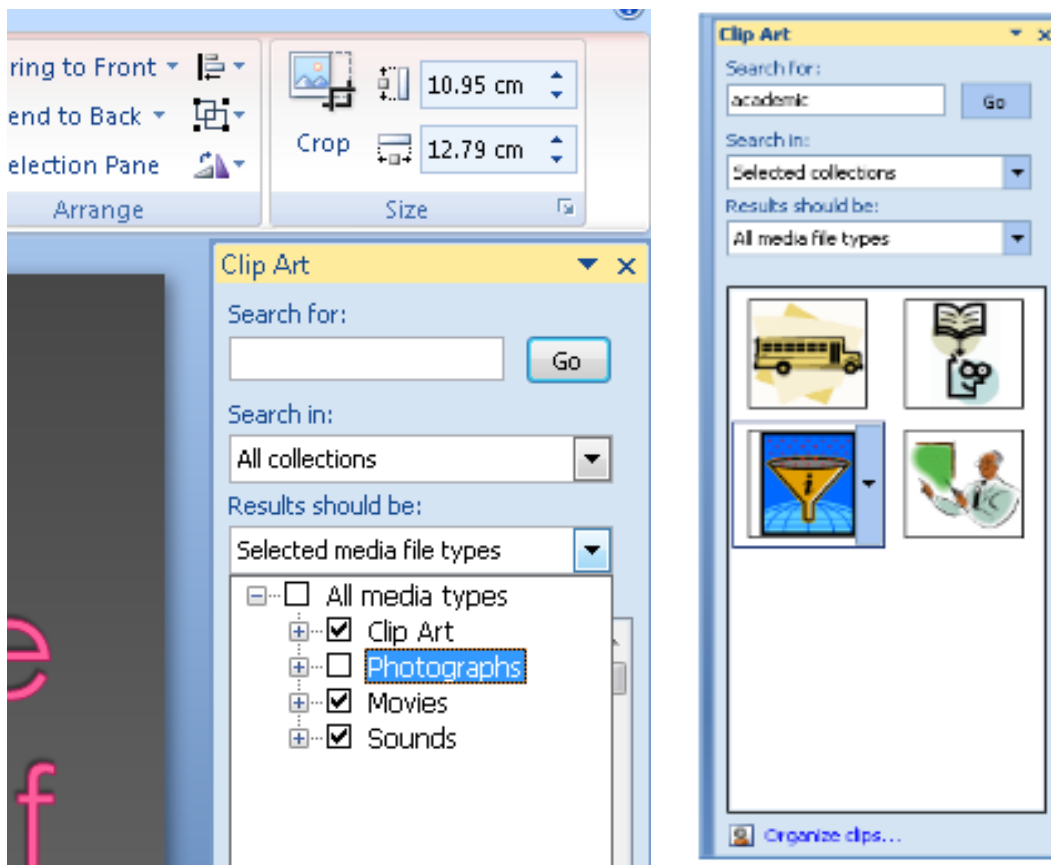 ring to Front
end to Back
election Pane
Arrange
Crop
10.95 cm
12.79 cm
Size
Clip Art
Search for:
Go
Search in:
All collections
Results should be:
Selected media file types
All media types
Clip Art
Photographs
Movies
Sounds
e
f
Clip Art
Search for:
academic
Go
Search in:
Selected collections
Results should be:
All media file types
i
Organize clips...